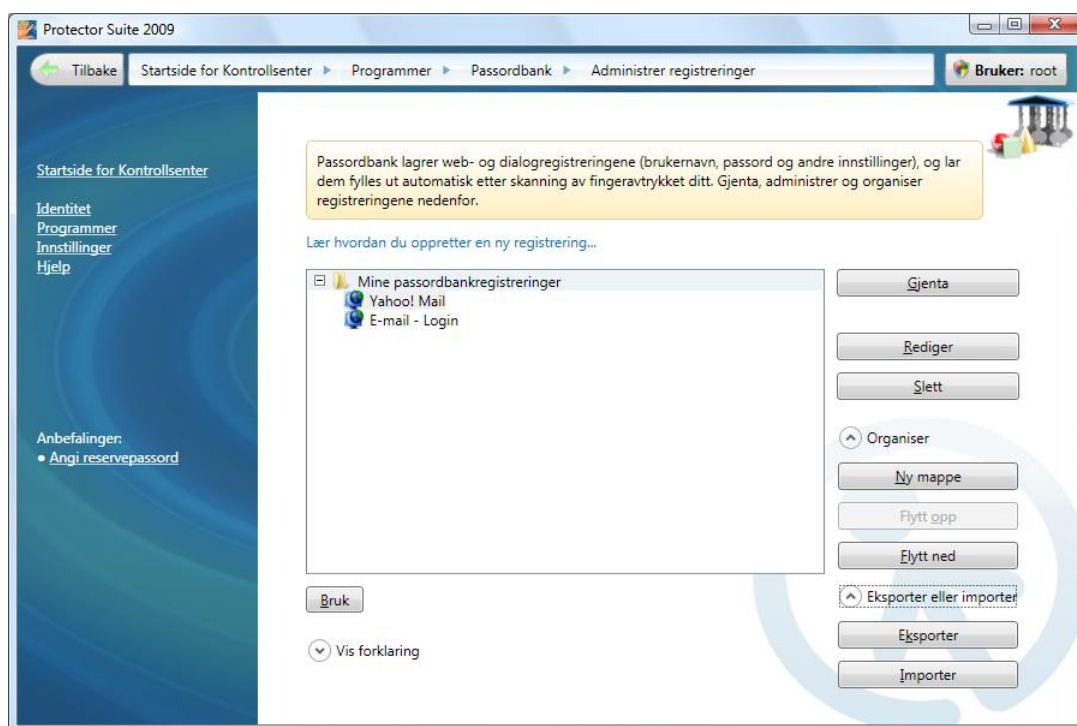 Protector Suite 2009
Tilbake
Startside for Kontrollsenter
Programmer
Passordbank
Administrer registreringer
Bruker: root
Startside for Kontrollsenter
Identitet
Programmer
Innstillinger
Hjelp
Anbefalinger:
Angi reservepassord
Passordbank lagrer web- og dialogregistreringene (brukernavn, passord og andre innstillinger), og lar
dem fylles ut automatisk etter skanning av fingeravtrykket ditt. Gjenta, administrer og organiser
registreringene nedenfor.
Lær hvordan du oppretter en ny registrering...
Mine passordbankregistreringer
Yahoo! Mail
E-mail - Login
Bruk
Vis forklaring
Gjenta
Rediger
Slett
Organiser
Ny mappe
Flytt opp
Flytt ned
Eksporter eller importer
Eksporter
Importer